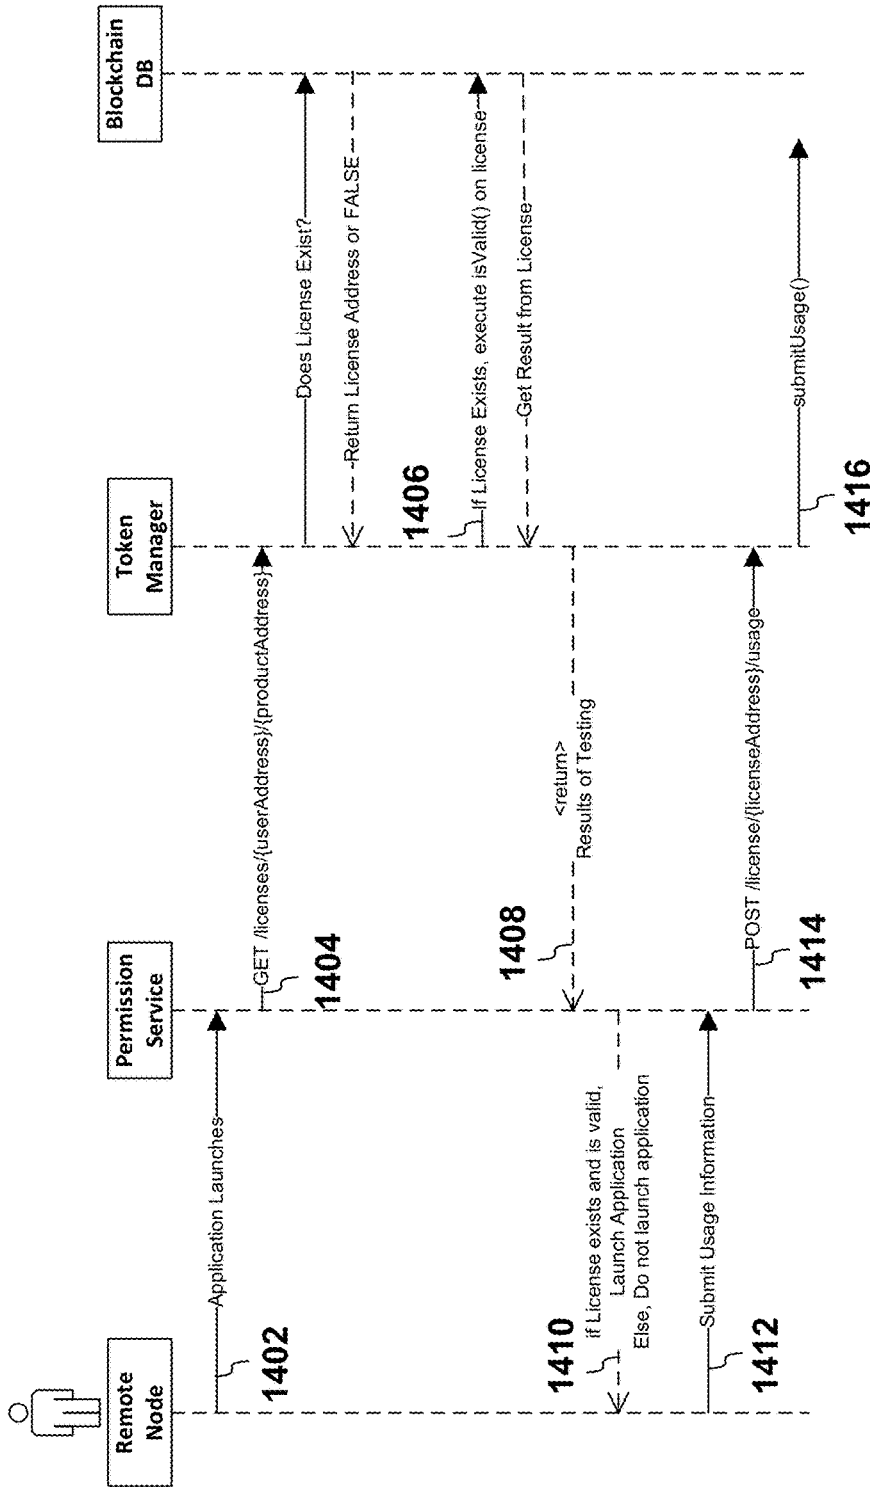 Remote
Node
Permission
Service
Token
Manager
Blockchain
DB
Application Launches
1402
GET /licenses/{userAddress}/{productAddress}
1404
Does License Exist?
Return License Address or FALSE
1406
If License Exists, execute isValid() on license
Get Result from License
1408
<return>
Results of Testing
1410
if License exists and is valid,
Launch Application
Else, Do not launch application
Submit Usage Information
1412
POST /license/{licenseAddress}/usage
1414
submitUsage()
1416